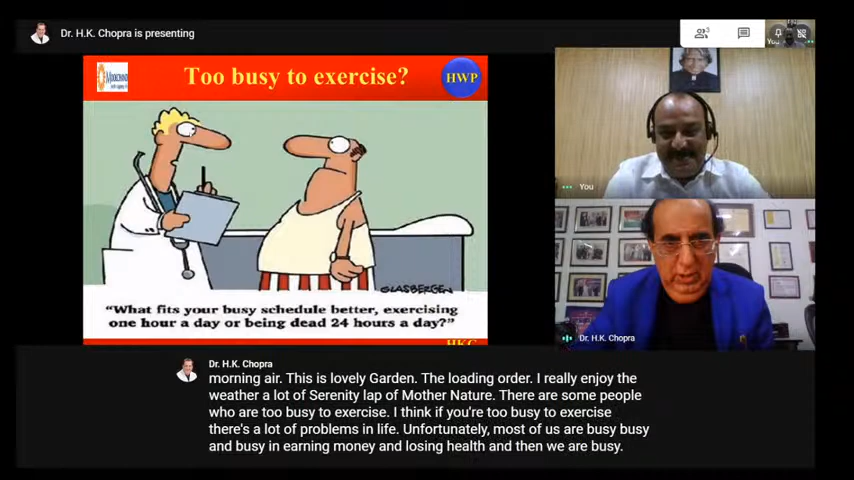 Dr. H.K. Chopra is presenting
3
You
Too busy to exercise?
HWP
GLASBERGEN
"What fits your busy schedule better, exercising
one hour a day or being dead 24 hours a day?"
HKC
You
Dr. H.K. Chopra
Dr. H.K. Chopra
morning air. This is lovely Garden. The loading order. I really enjoy the
weather a lot of Serenity lap of Mother Nature. There are some people
who are too busy to exercise. I think if you're too busy to exercise
there's a lot of problems in life. Unfortunately, most of us are busy busy
and busy in earning money and losing health and then we are busy.